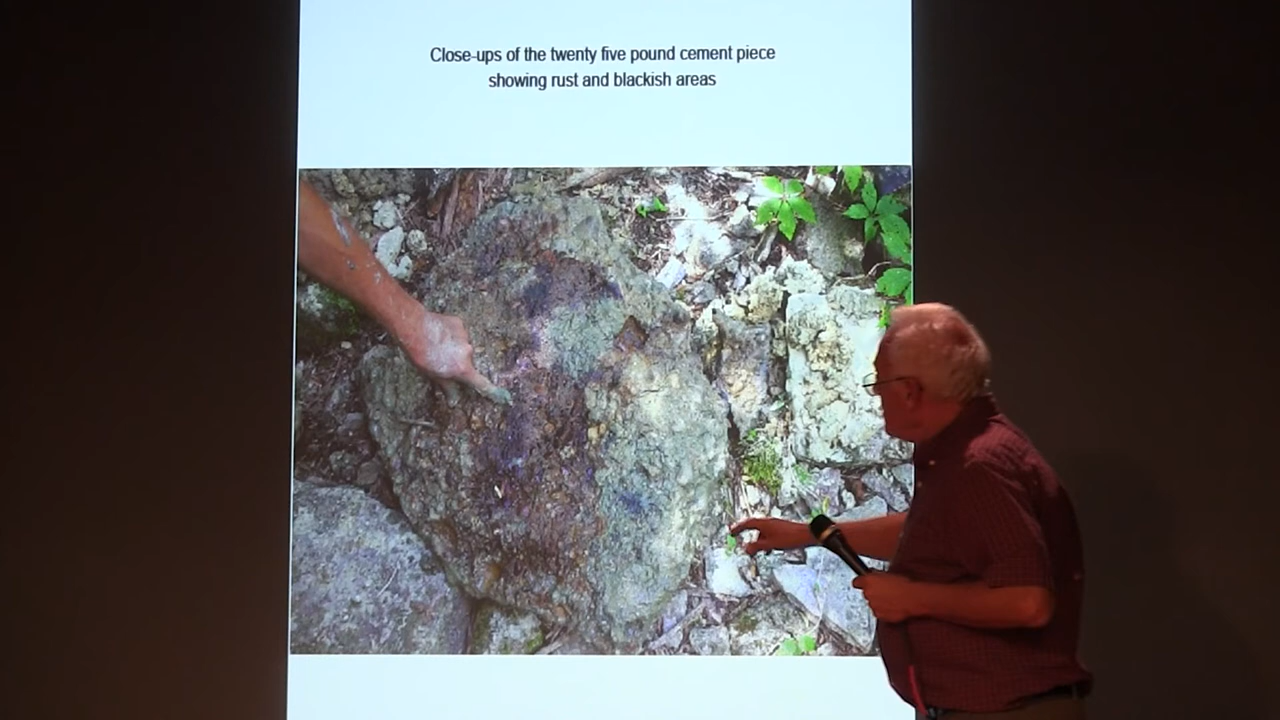 Close-ups of the twenty five pound cement piece
showing rust and blackish areas